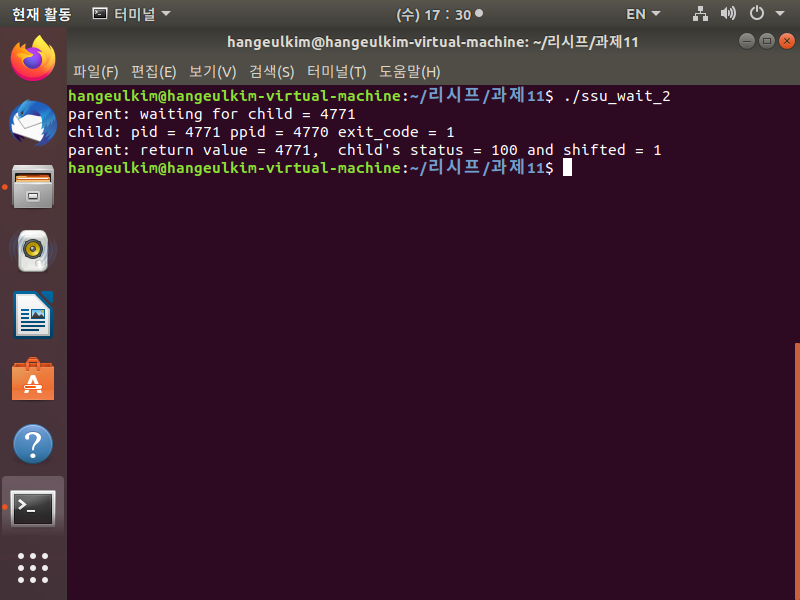 현재 활동 터미널 (수) 17 : 30 EN
hangeulkim@hangeulkim-virtual-machine: ~/리시프/과제11
파일(F) 편집(E) 보기(V) 검색(S) 터미널(T) 도움말(H)
hangeulkim@hangeulkim-virtual-machine:~/리시프/과제11$ ./ssu_wait_2
parent: waiting for child = 4771
child: pid = 4771 ppid = 4770 exit_code = 1
parent: return value = 4771,  child's status = 100 and shifted = 1
hangeulkim@hangeulkim-virtual-machine:~/리시프/과제11$